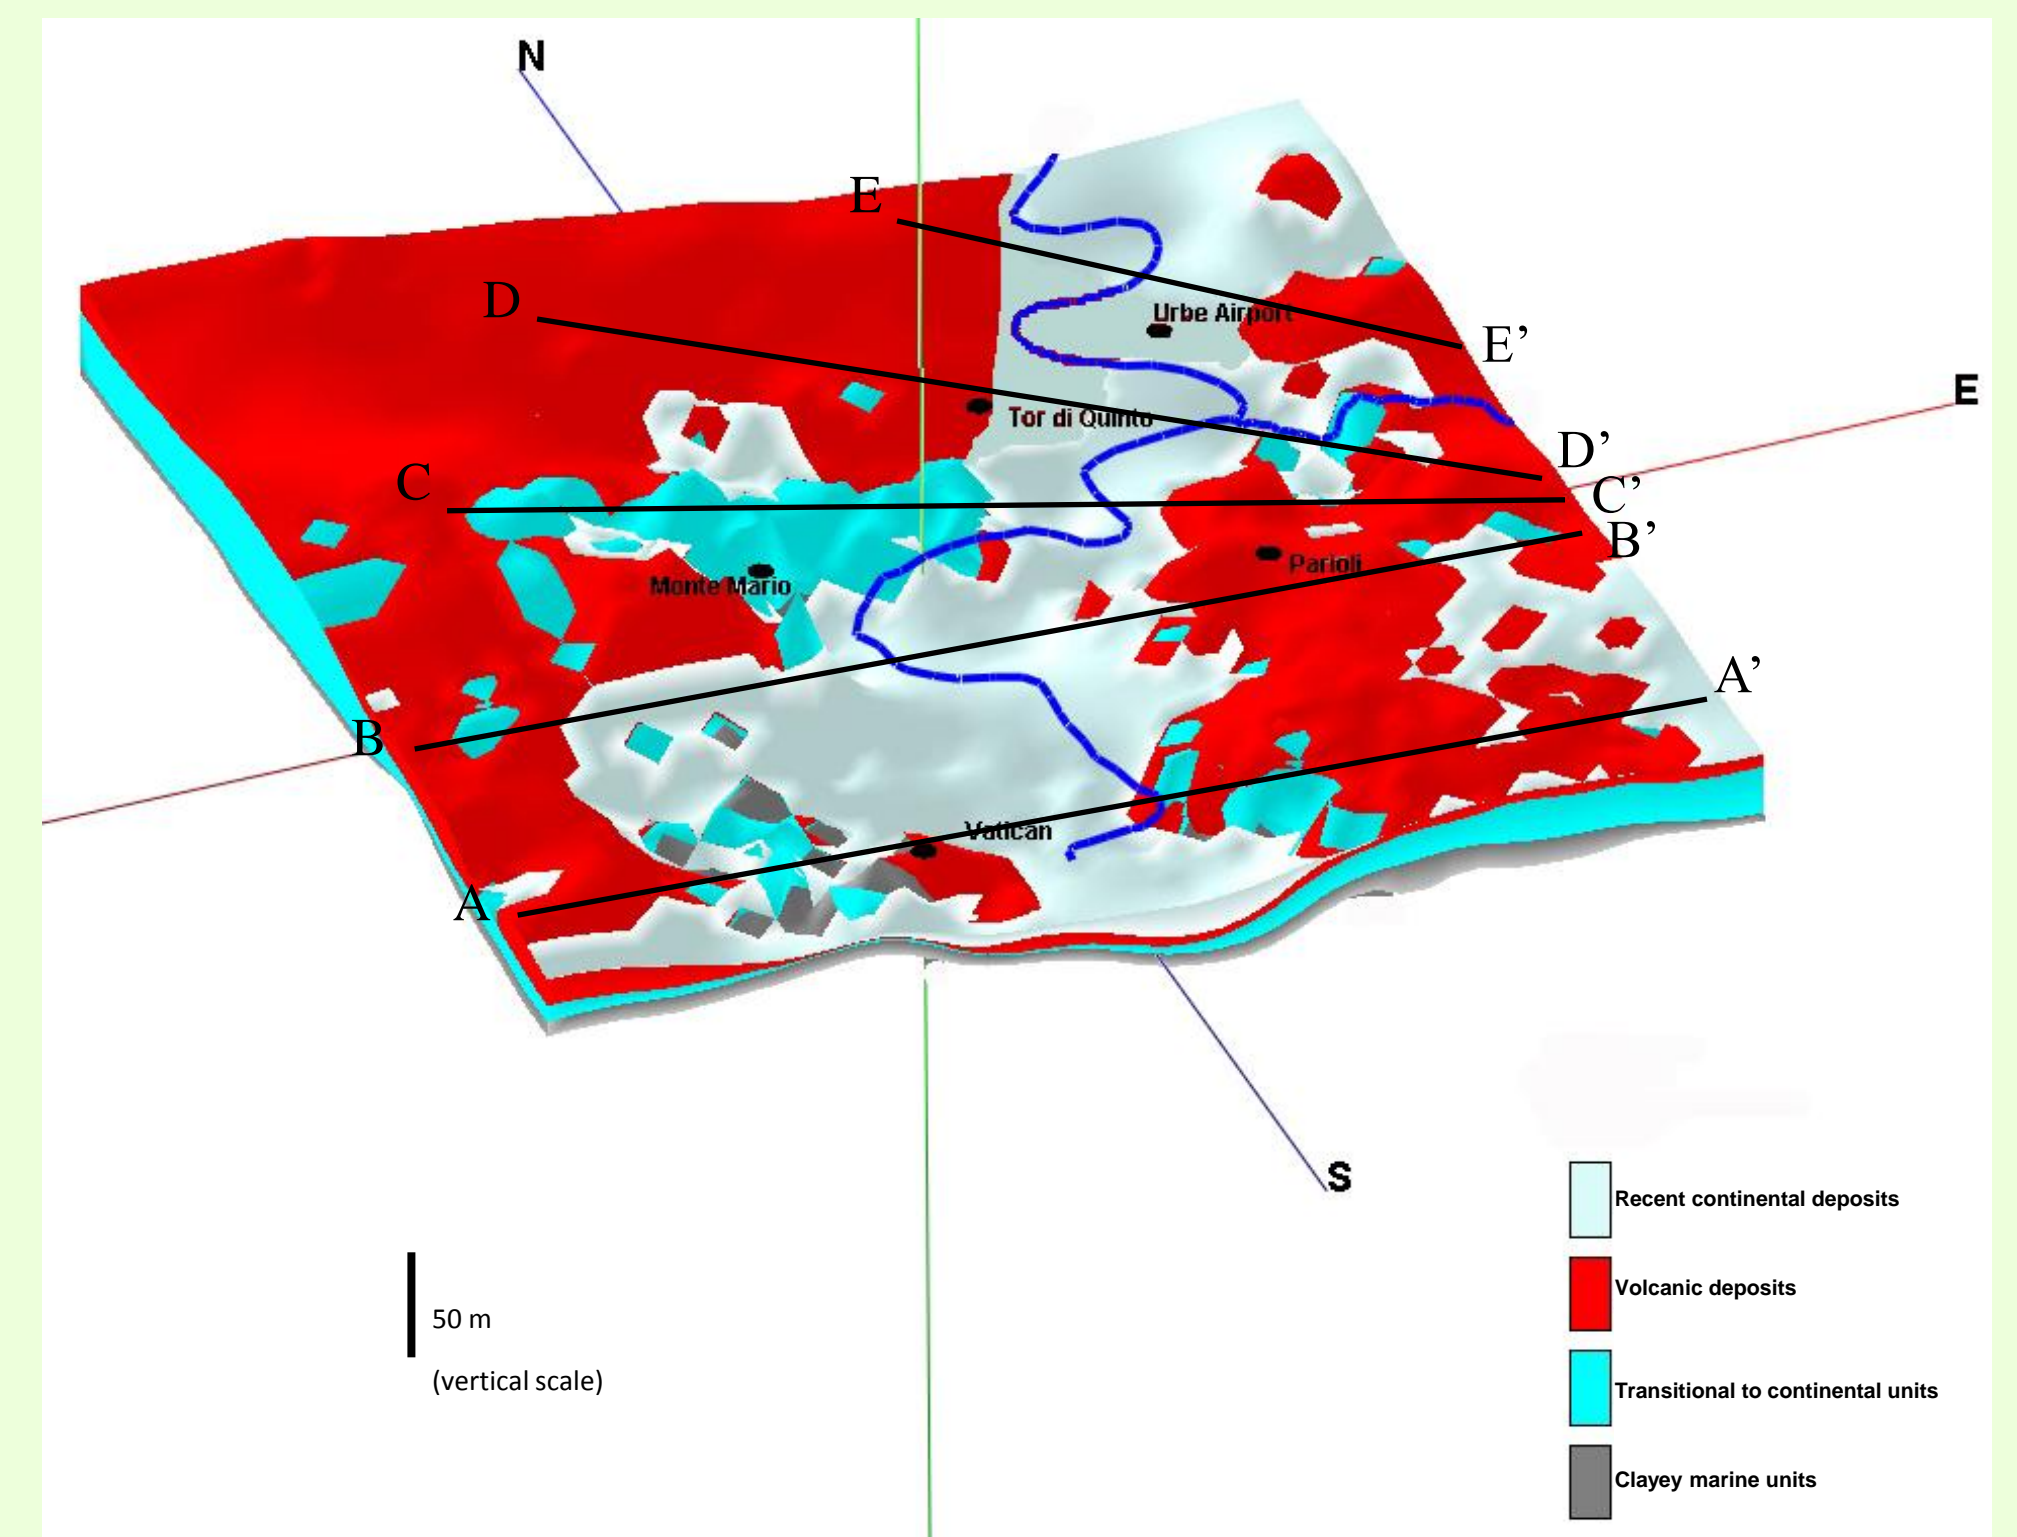 N
E
E’
Urbe Airport
D
D’
Tor di Quinto
E
C
C’
B’
Parioli
Monte Mario
B
A’
Vatican
A
S
50 m
(vertical scale)
Recent continental deposits
Volcanic deposits
Transitional to continental units
Clayey marine units